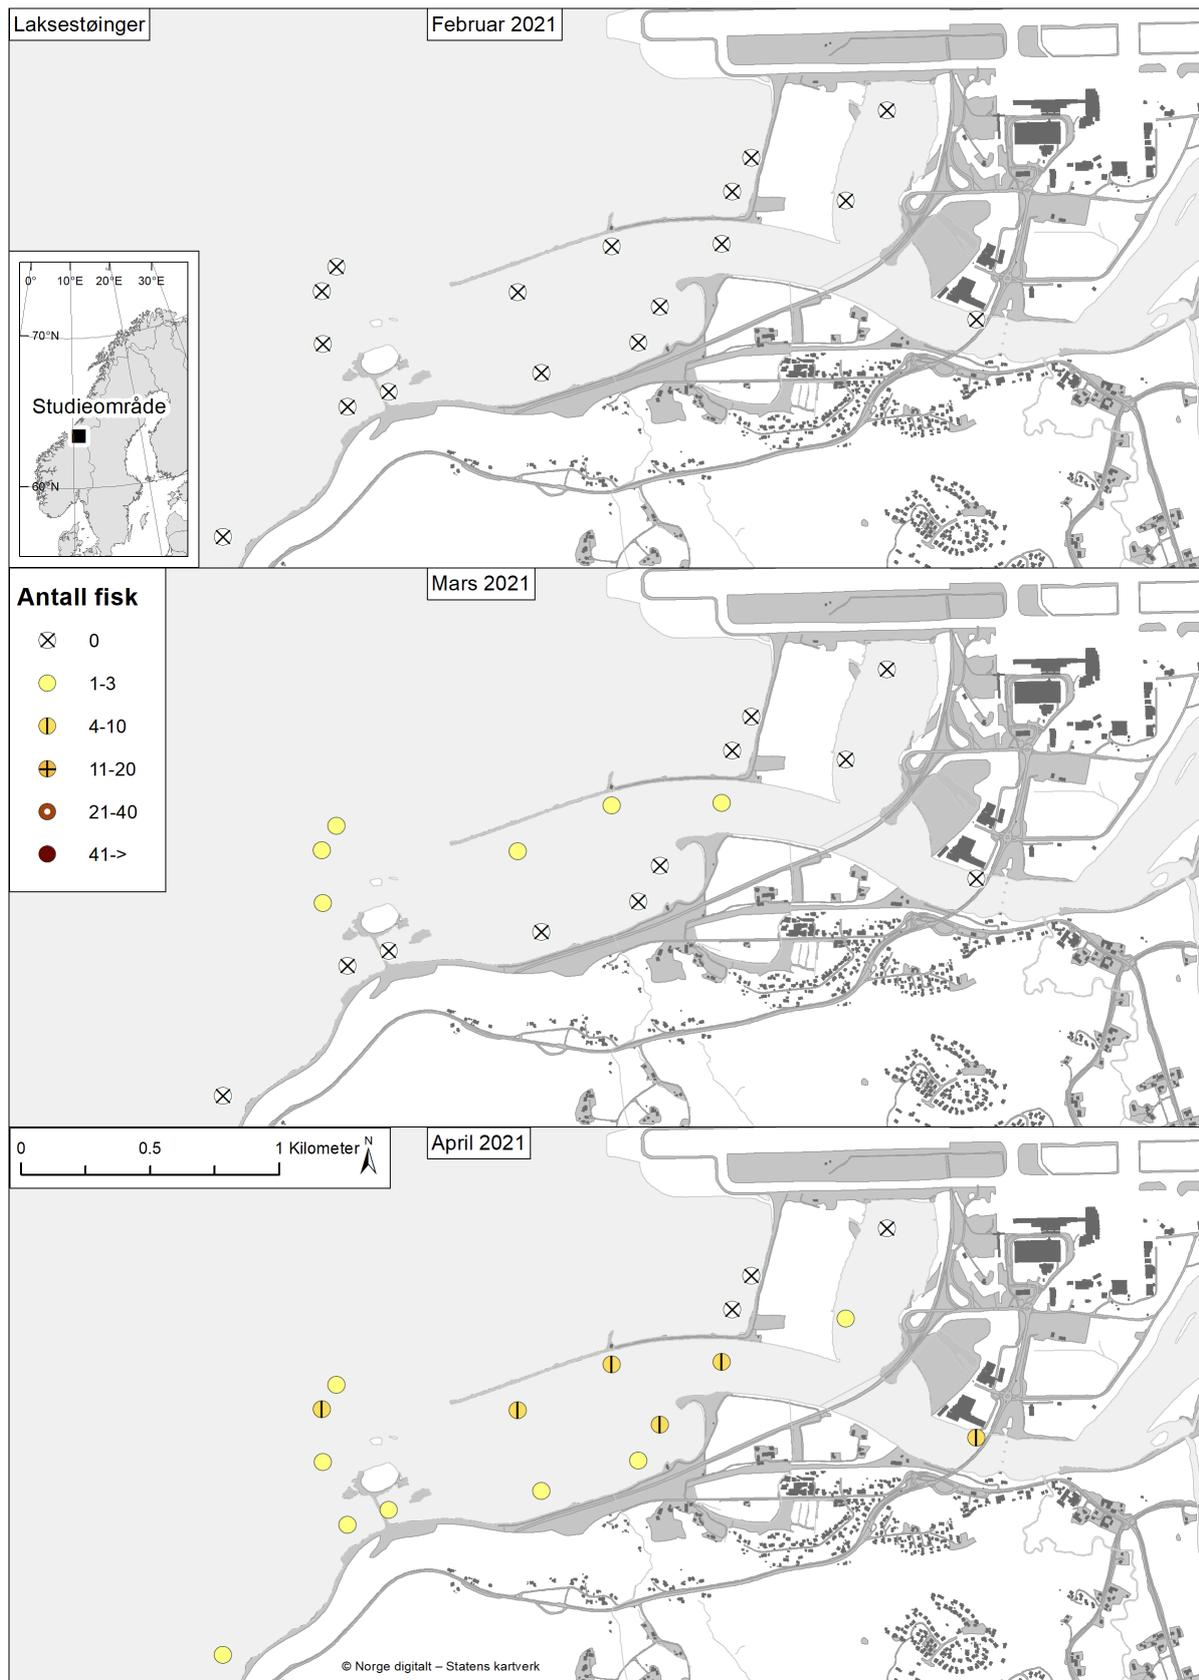 Laksestøinger
Februar 2021
0° 10°E 20°E 30°E
70°N
Studieområde
60°N
Mars 2021
Antall fisk
0
1-3
4-10
11-20
21-40
41->
April 2021
0 0.5 1 Kilometer N
© Norge digitalt – Statens kartverk